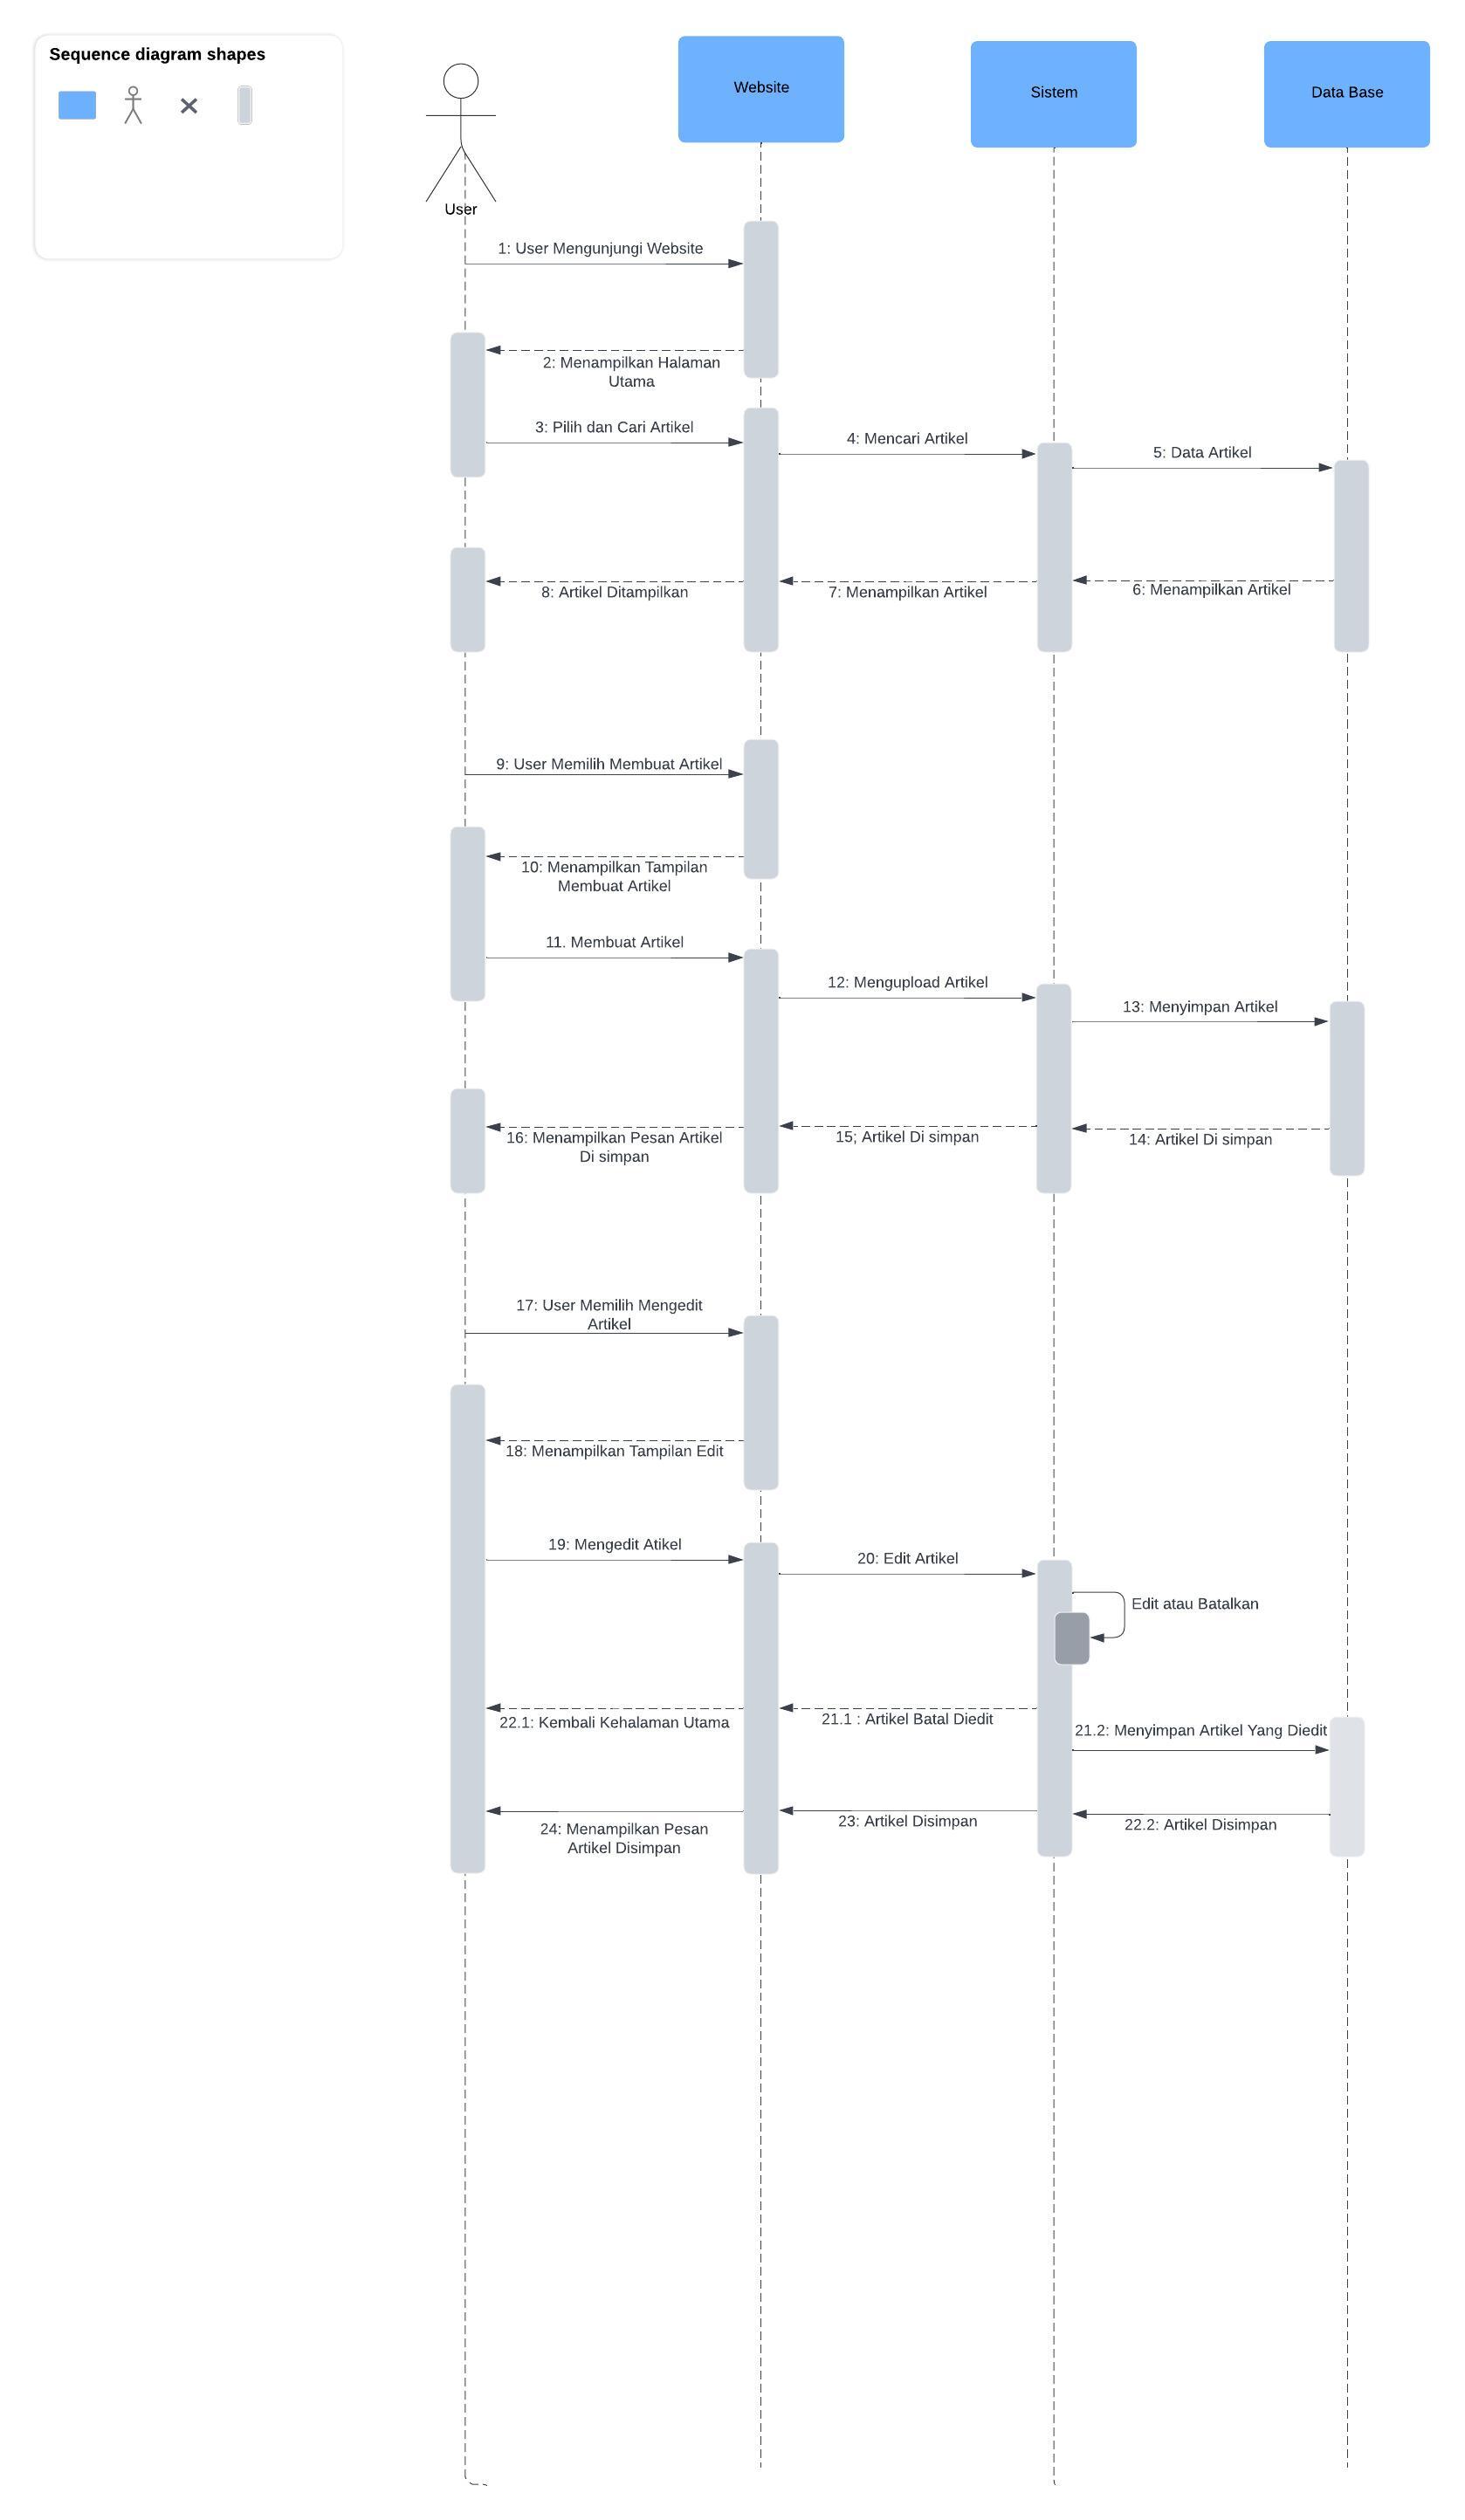 Sequence diagram shapes
Website
Sistem
Data Base
User
1: User Mengunjungi Website
2: Menampilkan Halaman
Utama
3: Pilih dan Cari Artikel
4: Mencari Artikel
5: Data Artikel
8: Artikel Ditampilkan
7: Menampilkan Artikel
6: Menampilkan Artikel
9: User Memilih Membuat Artikel
10: Menampilkan Tampilan
Membuat Artikel
11. Membuat Artikel
12: Mengupload Artikel
13: Menyimpan Artikel
16: Menampilkan Pesan Artikel
Di simpan
15; Artikel Di simpan
14: Artikel Di simpan
17: User Memilih Mengedit
Artikel
18: Menampilkan Tampilan Edit
19: Mengedit Atikel
20: Edit Artikel
Edit atau Batalkan
22.1: Kembali Kehalaman Utama
21.1 : Artikel Batal Diedit
21.2: Menyimpan Artikel Yang Diedit
24: Menampilkan Pesan
Artikel Disimpan
23: Artikel Disimpan
22.2: Artikel Disimpan